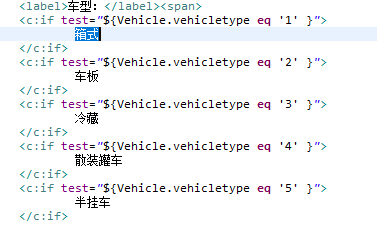 <label>车型：</label><span>
<c:if test="${Vehicle.vehicletype eq '1' }">
箱式
</c:if>
<c:if test="${Vehicle.vehicletype eq '2' }">
车板
</c:if>
<c:if test="${Vehicle.vehicletype eq '3' }">
冷藏
</c:if>
<c:if test="${Vehicle.vehicletype eq '4' }">
散装罐车
</c:if>
<c:if test="${Vehicle.vehicletype eq '5' }">
半挂车
</c:if>